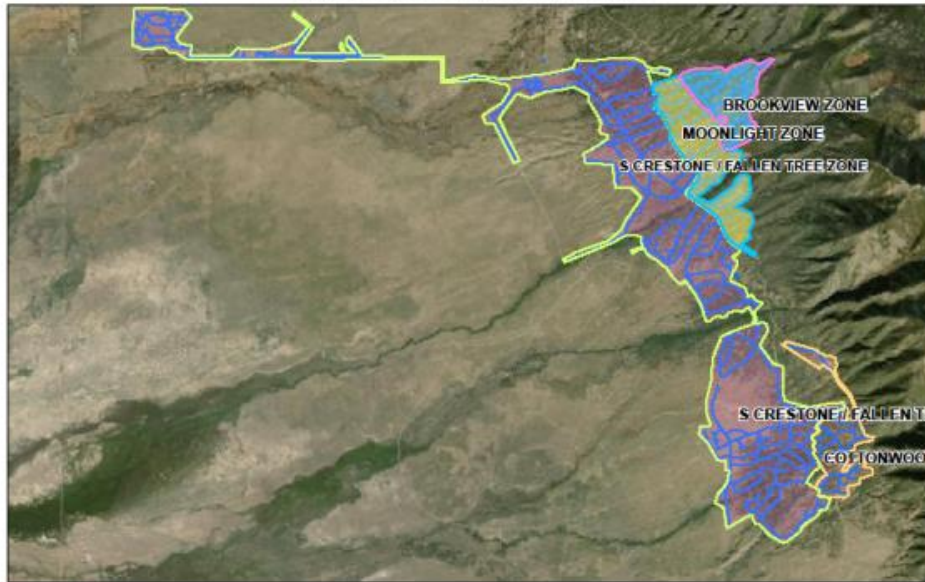 BROOKVIEW ZONE
MOONLIGHT ZONE
S CRESTONE / FALLEN TREE ZONE
S CRESTONE / FALLEN T
COTTONWOO